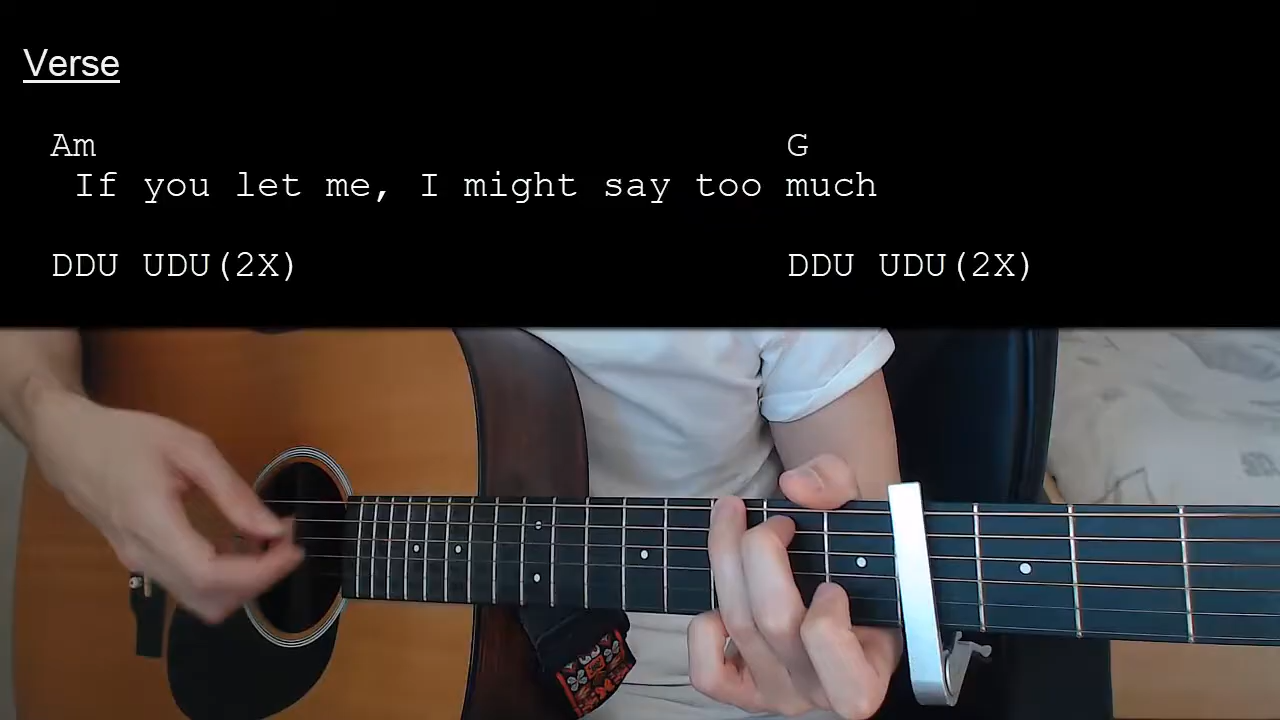 Verse
Am G
If you let me, I might say too much
DDU UDU(2X) DDU UDU(2X)